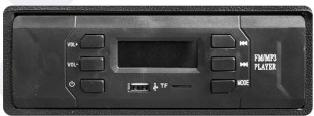 VOL+
VOL-
TF
FM/MP3
PLAYER
MODE